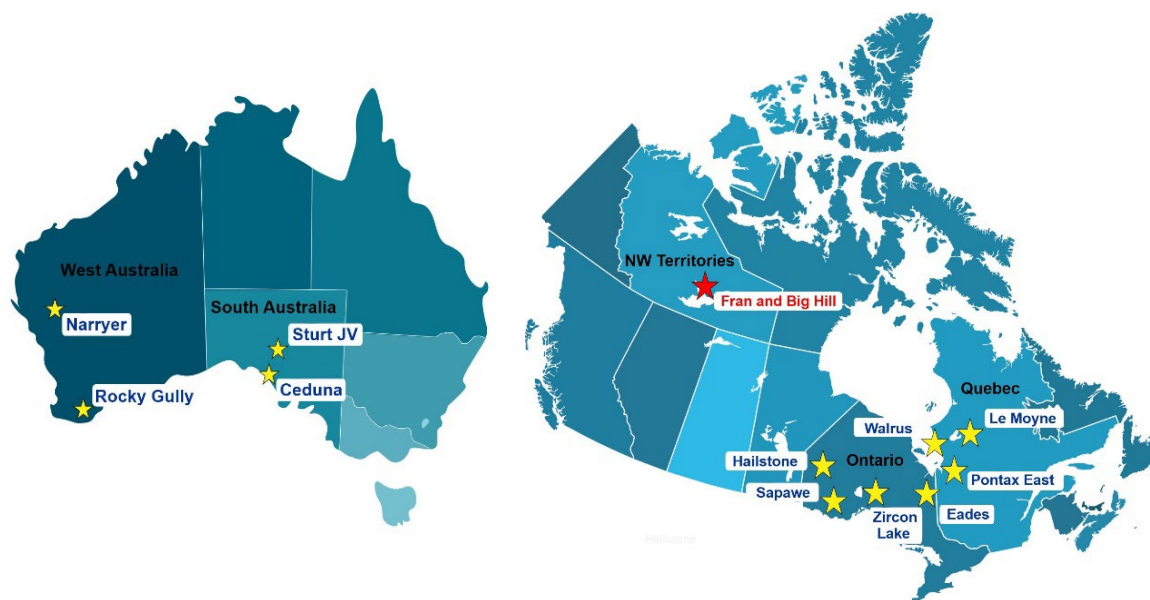 West Australia
Narryer
South Australia
Sturt JV
Ceduna
Rocky Gully
NW Territories
Fran and Big Hill
Quebec
Le Moyne
Walrus
Hailstone
Ontario
Pontax East
Sapawe
Zircon
Lake
Eades
Hailstone